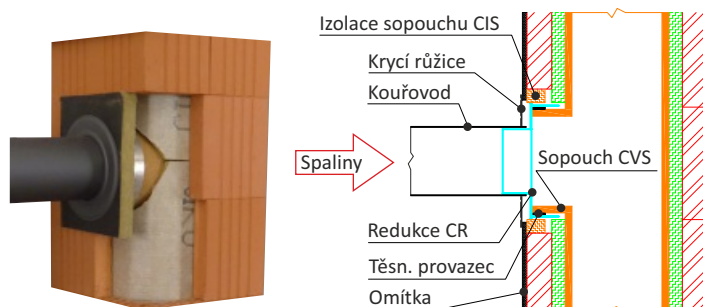 Izolace sopouchu CIS
Krycí růžice
Kouřovod
Spaliny
Sopouch CVS
Redukce CR
Těsn. provazec
Omítka